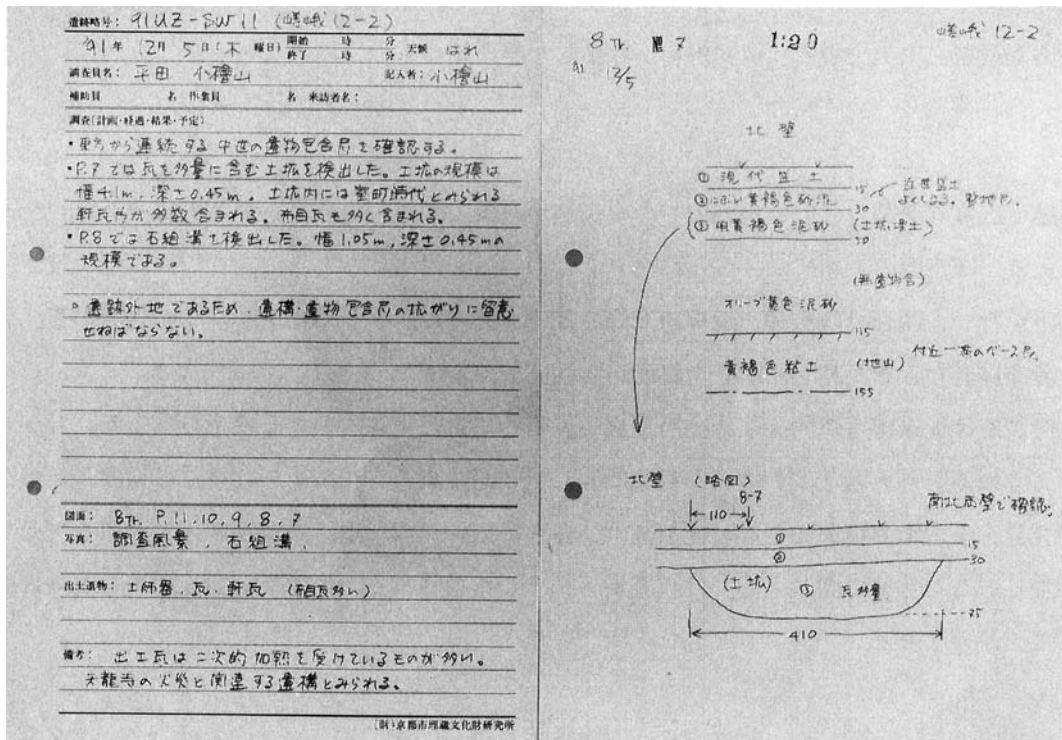 遺跡略号: 91UZ-SW11 (嵯峨12-2)
91年 12月 5日(木 曜日) 開始 時 分 終了 時 分 天候 はれ
調査員名: 平田 小檜山 記入者: 小檜山
補助員 名 作業員 名 来訪者名:
調査(計画・経過・結果・予定)
・東方から連続する中世の遺物包含層を確認する。
・P.7では瓦を多量に含む土坑を検出した。土坑の規模は
幅4.1m, 深さ0.45m. 土坑内には室町時代とみられる
軒瓦片が多数含まれる。布目瓦も多く含まれる。
・P.8では石組溝を検出した。幅1.05m, 深さ0.45mの
規模である。
○遺跡外地であるため、遺構・遺物包含層の拡がりに留意
せねばならない。
図面: 8Th. P.11,10,9,8,7
写真: 調査風景, 石組溝,
出土遺物: 土師器, 瓦, 軒瓦 (布目瓦多い)
備考: 出土瓦は二次的加熱を受けているものが多い。
天龍寺の火災と関連する遺構とみられる。
(財)京都市埋蔵文化財研究所
8Th. 7 1:20 嵯峨12-2
91 12/5
北壁
①現代盛土
15
近世盛土
②にぶい黄褐色砂泥
30
③明黄褐色泥砂 (土坑埋土)
50
(無遺物含)
オリーブ黄色泥砂
115
黄褐色粘土 (地山) 付近一帯のベース層
155
北壁 (略図)
8-7
110
南北両壁で確認
①
15
②
30
(土坑) ③ 瓦多量
75
410